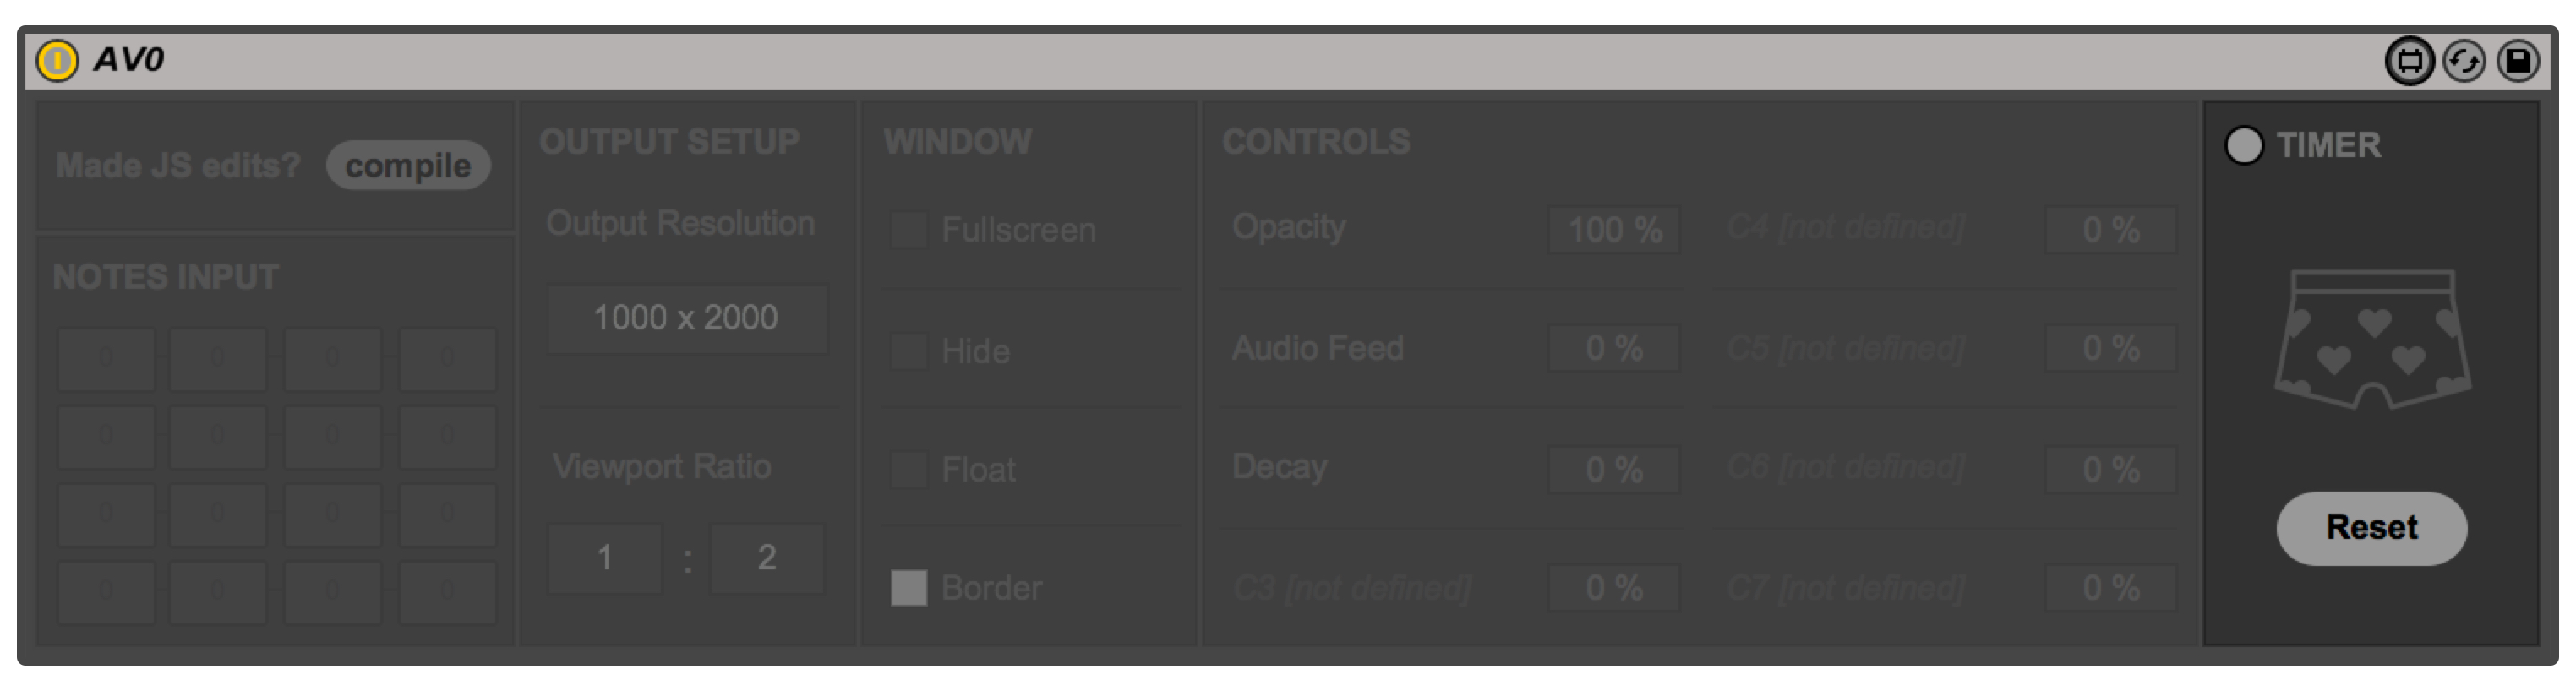 AV0
Made JS edits? compile
NOTES INPUT
0 0 0 0
0 0 0 0
0 0 0 0
0 0 0 0
OUTPUT SETUP
Output Resolution
1000 x 2000
Viewport Ratio
1 : 2
WINDOW
Fullscreen
Hide
Float
Border
CONTROLS
Opacity 100 % C4 [not defined] 0 %
Audio Feed 0 % C5 [not defined] 0 %
Decay 0 % C6 [not defined] 0 %
C3 [not defined] 0 % C7 [not defined] 0 %
TIMER
Reset